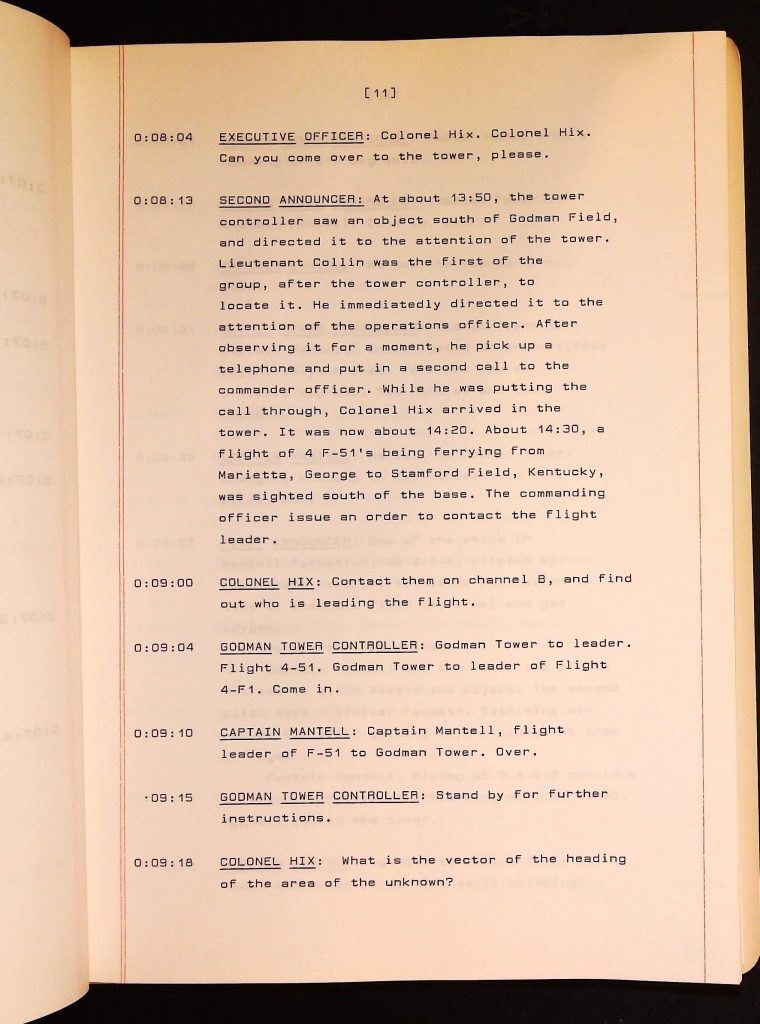 [11]
0:08:04 EXECUTIVE OFFICER: Colonel Hix. Colonel Hix.
Can you come over to the tower, please.
0:08:13 SECOND ANNOUNCER: At about 13:50, the tower
controller saw an object south of Godman Field,
and directed it to the attention of the tower.
Lieutenant Collin was the first of the
group, after the tower controller, to
locate it. He immediatedly directed it to the
attention of the operations officer. After
observing it for a moment, he pick up a
telephone and put in a second call to the
commander officer. While he was putting the
call through, Colonel Hix arrived in the
tower. It was now about 14:20. About 14:30, a
flight of 4 F-51's being ferrying from
Marietta, George to Stamford Field, Kentucky,
was sighted south of the base. The commanding
officer issue an order to contact the flight
leader.
0:09:00 COLONEL HIX: Contact them on channel B, and find
out who is leading the flight.
0:09:04 GODMAN TOWER CONTROLLER: Godman Tower to leader.
Flight 4-51. Godman Tower to leader of Flight
4-F1. Come in.
0:09:10 CAPTAIN MANTELL: Captain Mantell, flight
leader of F-51 to Godman Tower. Over.
09:15 GODMAN TOWER CONTROLLER: Stand by for further
instructions.
0:09:18 COLONEL HIX: What is the vector of the heading
of the area of the unknown?